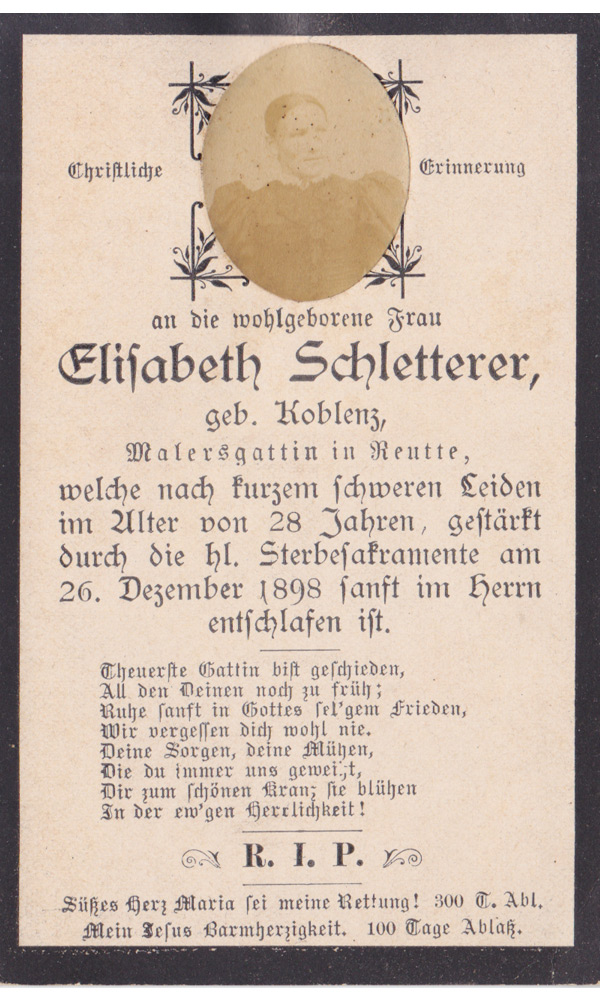 Chriſtliche Erinnerung
an die wohlgeborene Frau
Eliſabeth Schletterer,
geb. Koblenz,
Malersgattin in Reutte,
welche nach kurzem ſchweren Leiden
im Alter von 28 Jahren, geſtärkt
durch die hl. Sterbeſakramente am
26. Dezember 1898 ſanft im Herrn
entſchlafen iſt.
Theuerſte Gattin biſt geſchieden,
All den Deinen noch zu früh;
Ruhe ſanft in Gottes ſel'gem Frieden,
Wir vergeſſen dich wohl nie.
Deine Sorgen, deine Mühen,
Die du immer uns geweiht,
Dir zum ſchönen Kranz ſie blühen
In der ew'gen Herrlichkeit!
R. I. P.
Süßes Herz Maria ſei meine Rettung! 300 T. Abl.
Mein Jeſus Barmherzigkeit. 100 Tage Ablaß.